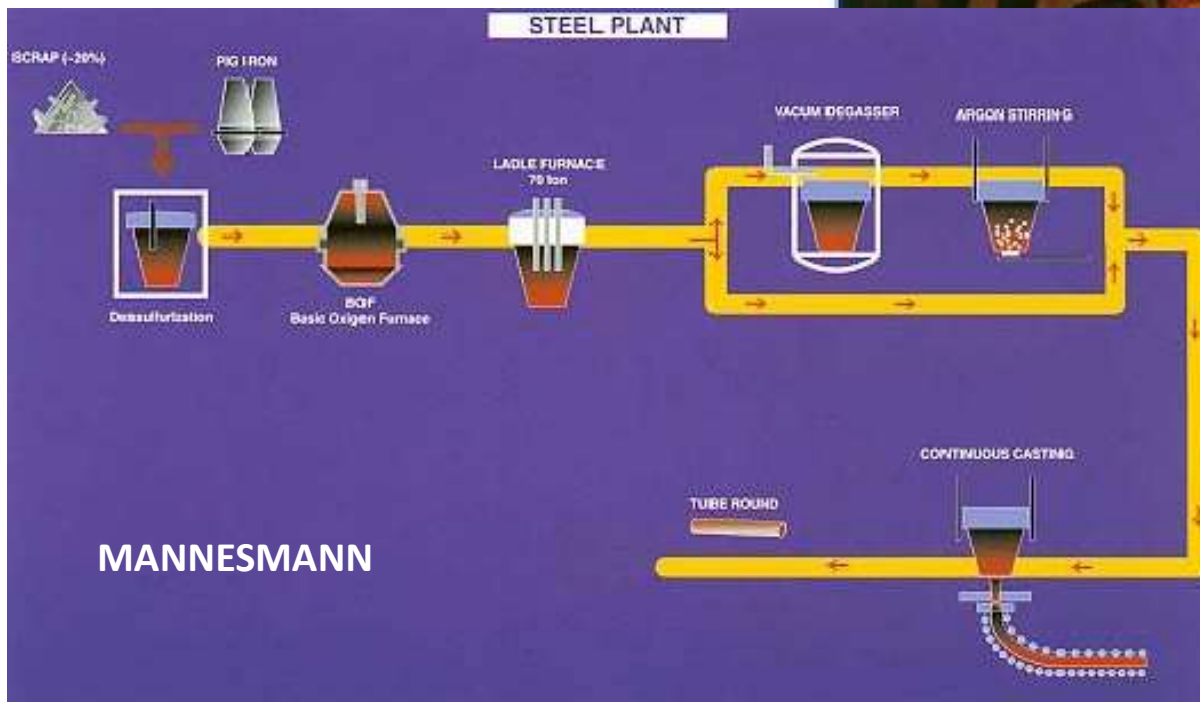 STEEL PLANT
SCRAP (~20%)
PIG IRON
VACUM DEGASSER
ARGON STIRRING
LADLE FURNACE
70 ton
Dessulfurization
BOF
Basic Oxigen Furnace
CONTINUOUS CASTING
TUBE ROUND
MANNESMANN